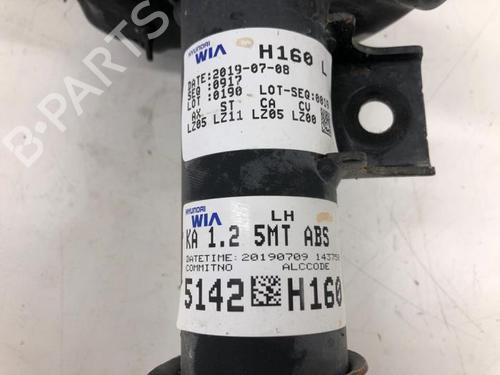 HYUNDAI
WIA H160 L
DATE:2019-07-08
SEQ :0917
LOT :0190 LOT-SEQ:0019
AX ST CA CV
LZ05 LZ11 LZ05 LZ00
HYUNDAI
WIA LH
KA 1.2 5MT ABS
DATETIME:20190709
COMMITNO ALCCODE
5142 H160
B